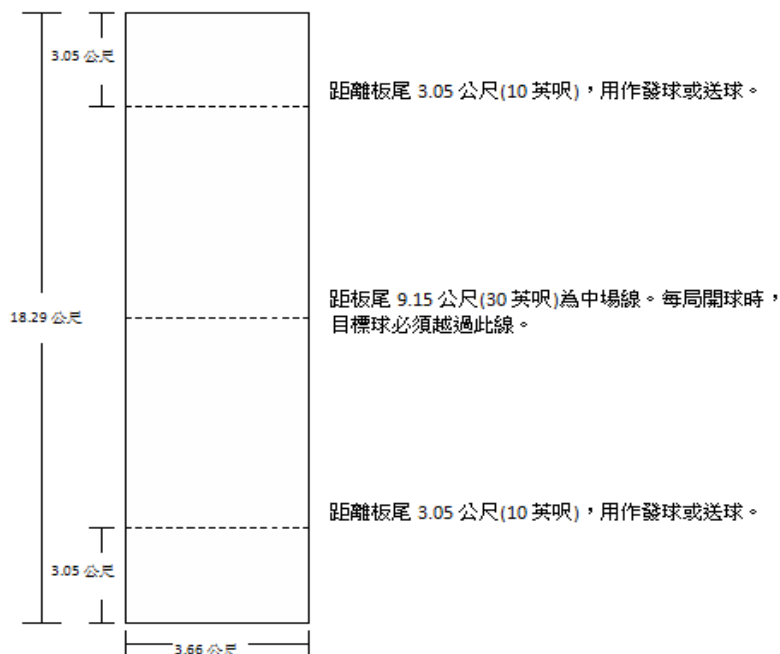 3.05 公尺
距離板尾 3.05 公尺(10 英呎),用作發球或送球。
距板尾 9.15 公尺(30 英呎)為中場線。每局開球時,
目標球必須越過此線。
18.29 公尺
距離板尾 3.05 公尺(10 英呎),用作發球或送球。
3.05 公尺
3.66 公尺